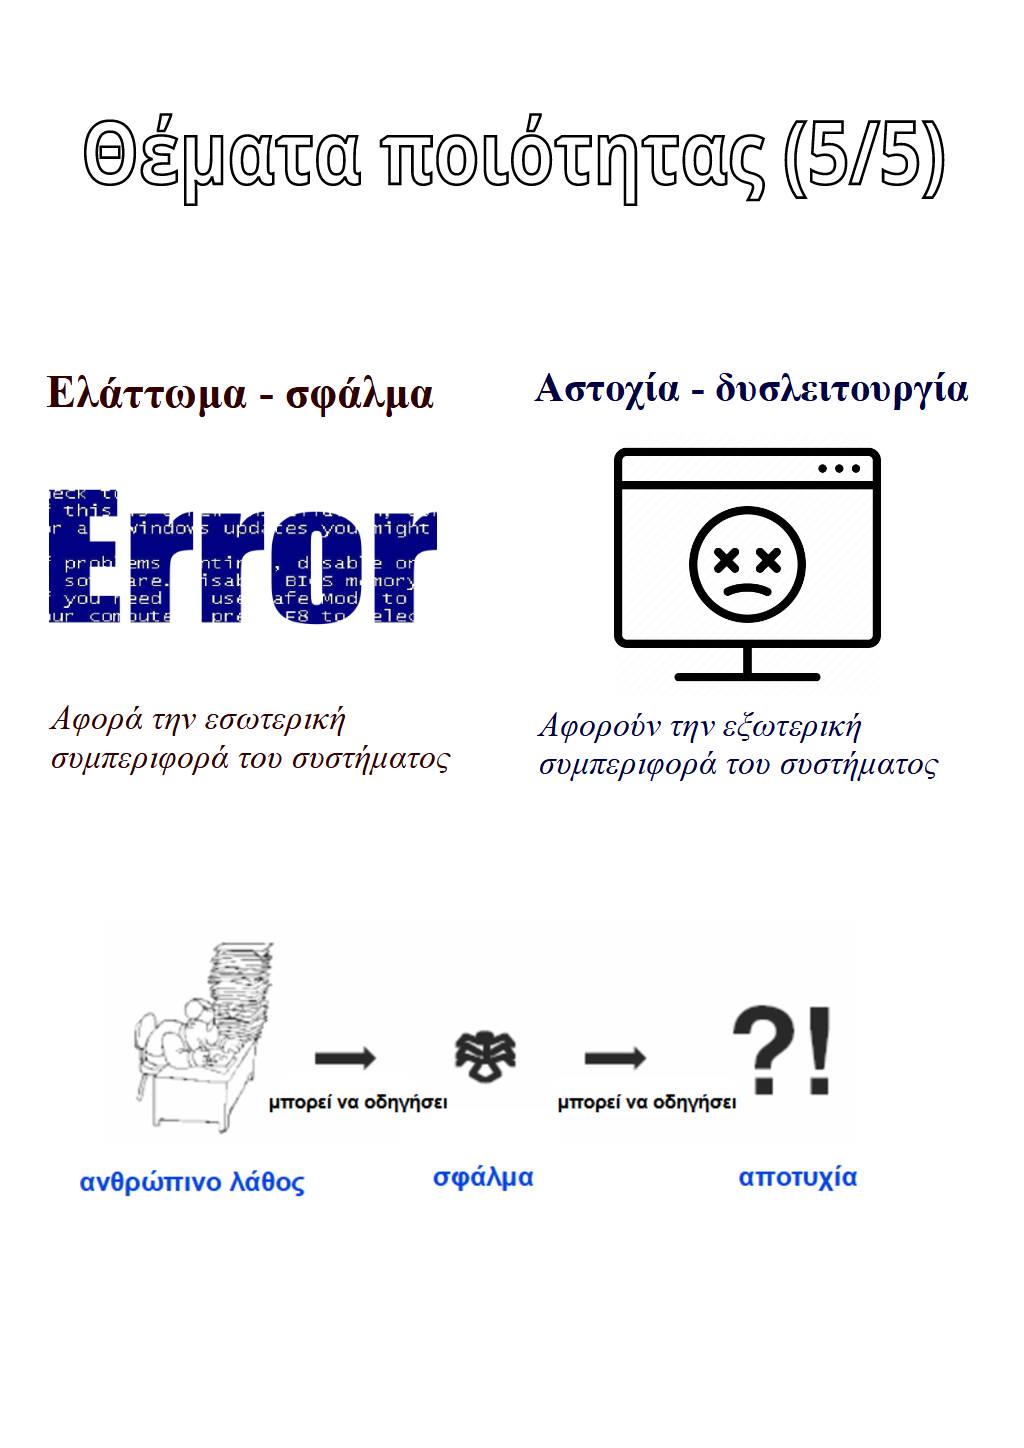 Θέματα ποιότητας (5/5)
Ελάττωμα - σφάλμα
Αστοχία - δυσλειτουργία
Error
Αφορά την εσωτερική
συμπεριφορά του συστήματος
Αφορούν την εξωτερική
συμπεριφορά του συστήματος
?!
μπορεί να οδηγήσει
μπορεί να οδηγήσει
ανθρώπινο λάθος
σφάλμα
αποτυχία